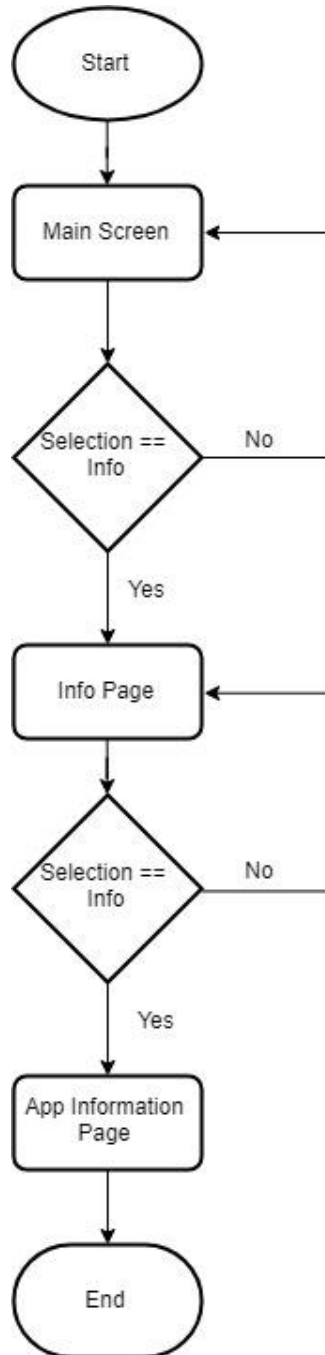 Start
Main Screen
Selection ==
Info
No
Yes
Info Page
Selection ==
Info
No
Yes
App Information
Page
End